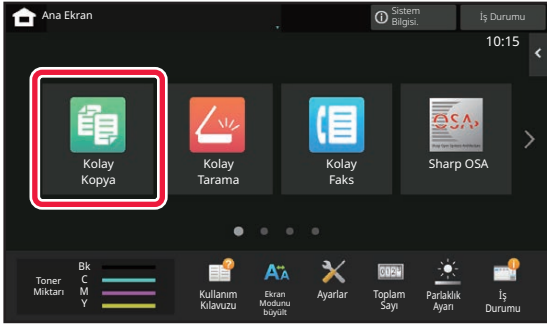 Ana Ekran
Sistem
Bilgisi.
İş Durumu
10:15
Kolay
Kopya
Kolay
Tarama
Kolay
Faks
Sharp OSA
Toner
Miktarı
Bk
C
M
Y
Kullanım
Kılavuzu
Ekran
Modunu
büyült
Ayarlar
Toplam
Sayı
Parlaklık
Ayarı
İş
Durumu